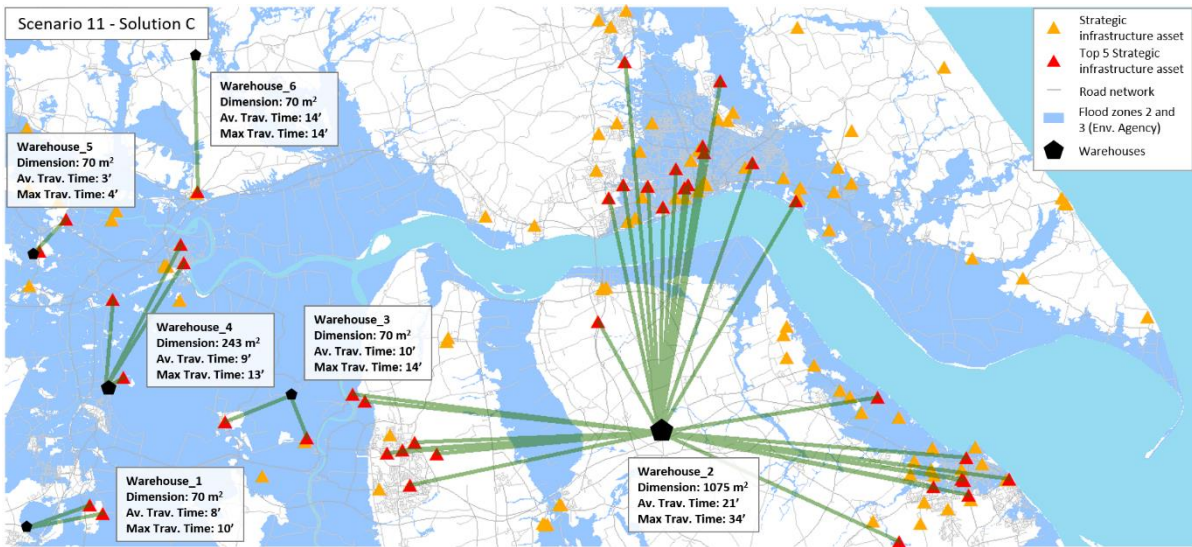 Scenario 11 - Solution C
Strategic
infrastructure asset
Top 5 Strategic
infrastructure asset
Road network
Flood zones 2 and
3 (Env. Agency)
Warehouses
Warehouse_6
Dimension: 70 m²
Av. Trav. Time: 14’
Max Trav. Time: 14’
Warehouse_5
Dimension: 70 m²
Av. Trav. Time: 3’
Max Trav. Time: 4’
Warehouse_4
Dimension: 243 m²
Av. Trav. Time: 9’
Max Trav. Time: 13’
Warehouse_3
Dimension: 70 m²
Av. Trav. Time: 10’
Max Trav. Time: 14’
Warehouse_1
Dimension: 70 m²
Av. Trav. Time: 8’
Max Trav. Time: 10’
Warehouse_2
Dimension: 1075 m²
Av. Trav. Time: 21’
Max Trav. Time: 34’